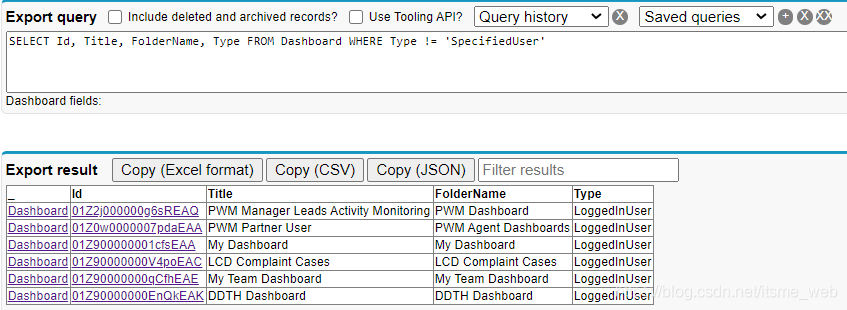 Export query Include deleted and archived records? Use Tooling API? Query history X Saved queries + X XX
SELECT Id, Title, FolderName, Type FROM Dashboard WHERE Type != 'SpecifiedUser'
Dashboard fields:
Export result Copy (Excel format) Copy (CSV) Copy (JSON) Filter results
_ Id Title FolderName Type
Dashboard 01Z2j000000g6sREAQ PWM Manager Leads Activity Monitoring PWM Dashboard LoggedInUser
Dashboard 01Z0w0000007pdaEAA PWM Partner User PWM Agent Dashboards LoggedInUser
Dashboard 01Z900000001cfsEAA My Dashboard My Dashboard LoggedInUser
Dashboard 01Z90000000V4poEAC LCD Complaint Cases LCD Complaint Cases LoggedInUser
Dashboard 01Z90000000qCfhEAE My Team Dashboard My Team Dashboard LoggedInUser
Dashboard 01Z90000000EnQkEAK DDTH Dashboard DDTH Dashboard LoggedInUser
blog.csdn.net/itsme_web